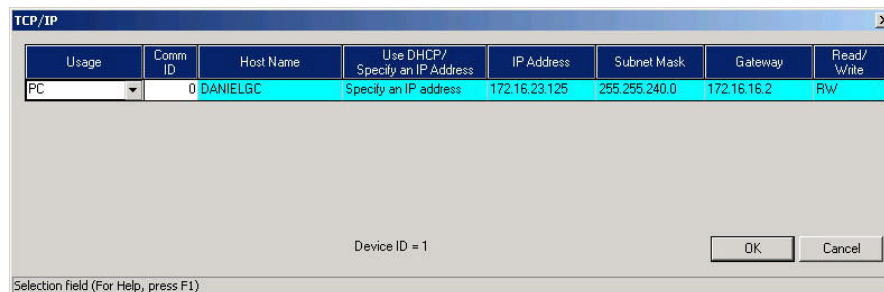 TCP/IP
Usage Comm ID Host Name Use DHCP/ Specify an IP Address IP Address Subnet Mask Gateway Read/ Write
PC 0 DANIELGC Specify an IP address 172.16.23.125 255.255.240.0 172.16.16.2 RW
Device ID = 1 OK Cancel
Selection field (For Help, press F1)